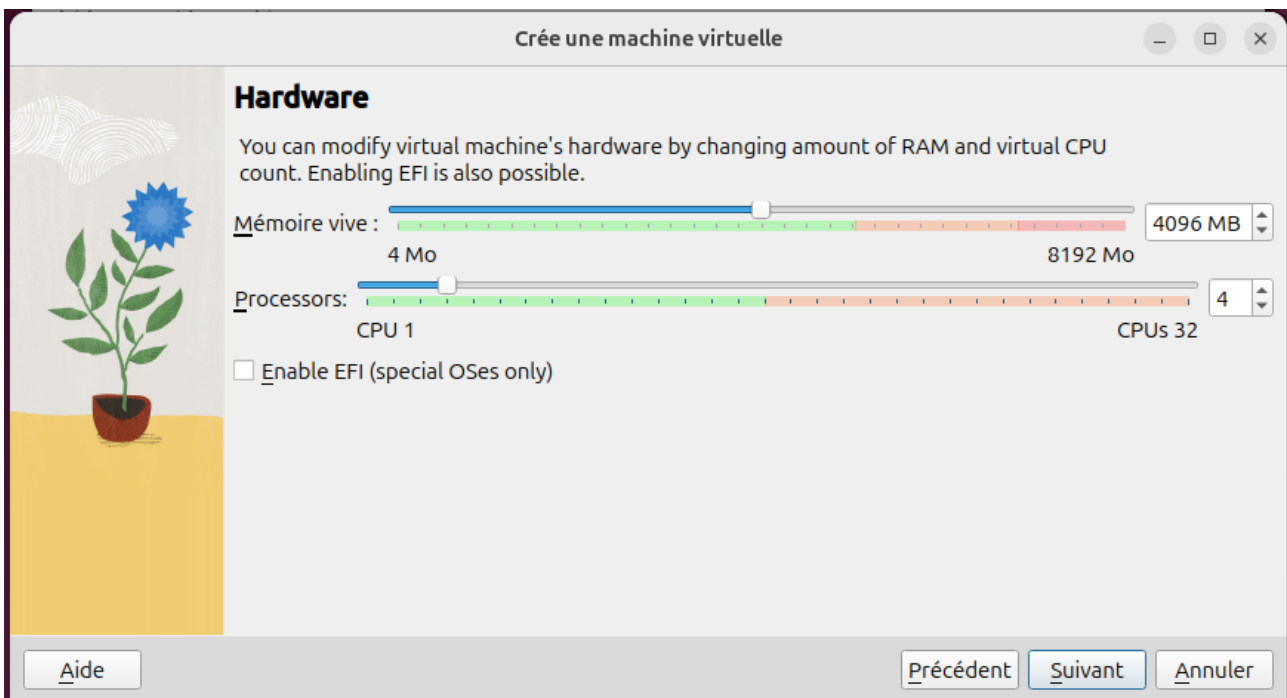 Crée une machine virtuelle
Hardware
You can modify virtual machine's hardware by changing amount of RAM and virtual CPU
count. Enabling EFI is also possible.
Mémoire vive : 4096 MB
4 Mo 8192 Mo
Processors: 4
CPU 1 CPUs 32
Enable EFI (special OSes only)
Aide Précédent Suivant Annuler